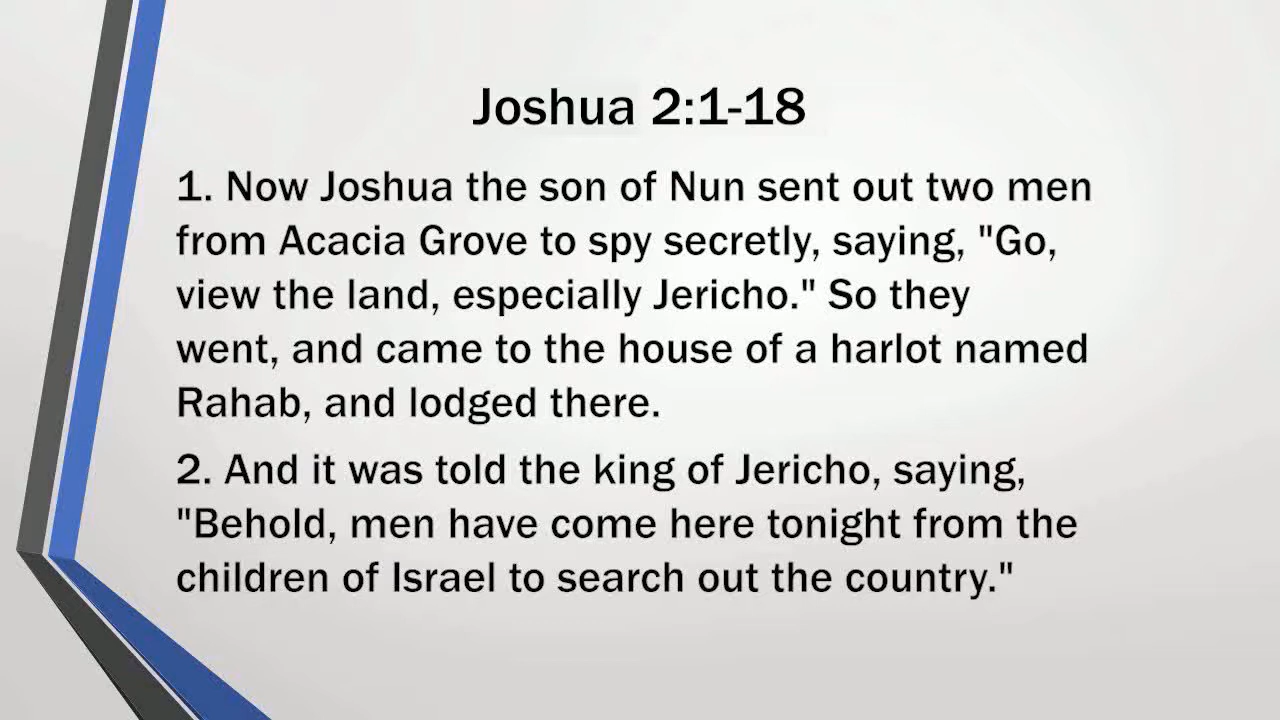 Joshua 2:1-18
1. Now Joshua the son of Nun sent out two men
from Acacia Grove to spy secretly, saying, "Go,
view the land, especially Jericho." So they
went, and came to the house of a harlot named
Rahab, and lodged there.
2. And it was told the king of Jericho, saying,
"Behold, men have come here tonight from the
children of Israel to search out the country."